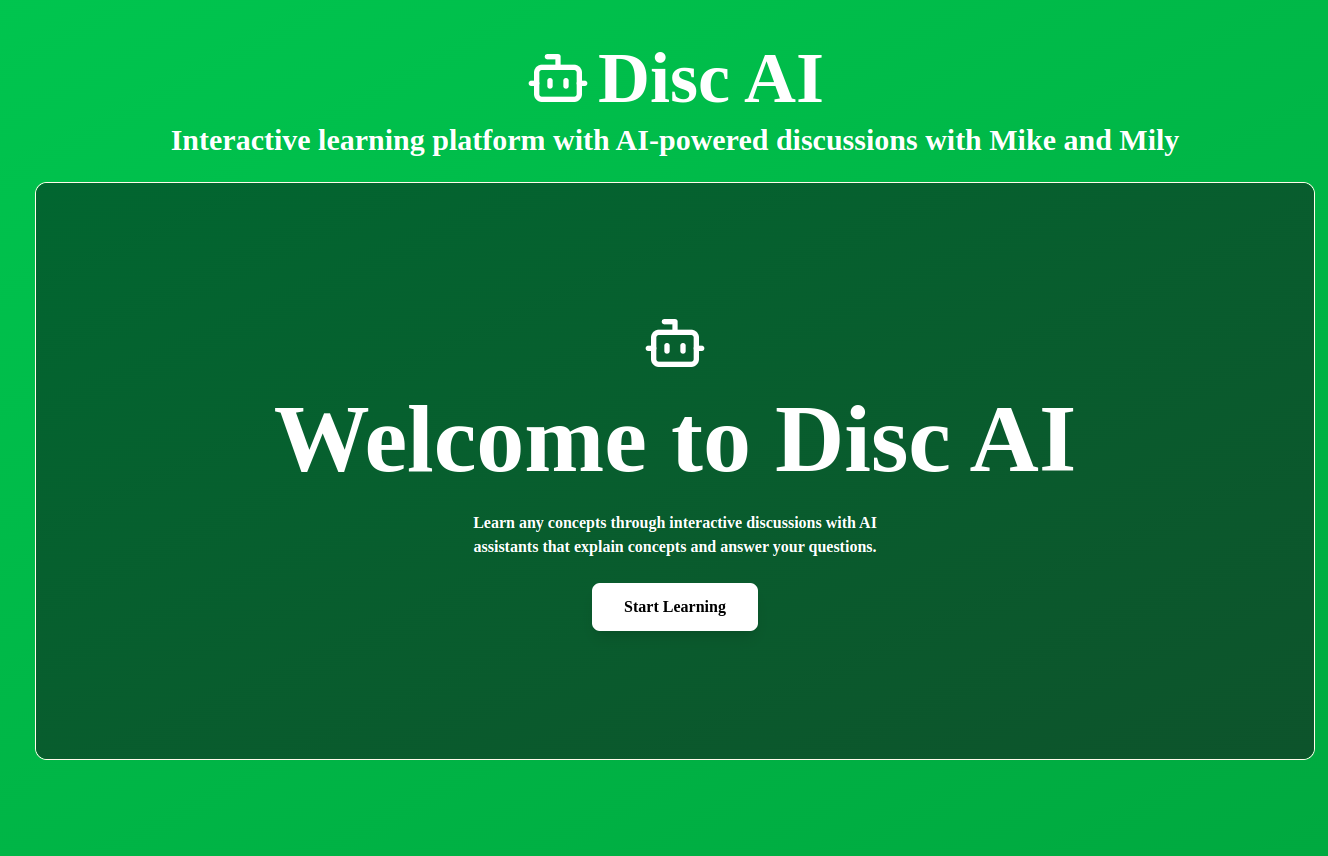 Disc AI
Interactive learning platform with AI-powered discussions with Mike and Mily
Welcome to Disc AI
Learn any concepts through interactive discussions with AI
assistants that explain concepts and answer your questions.
Start Learning